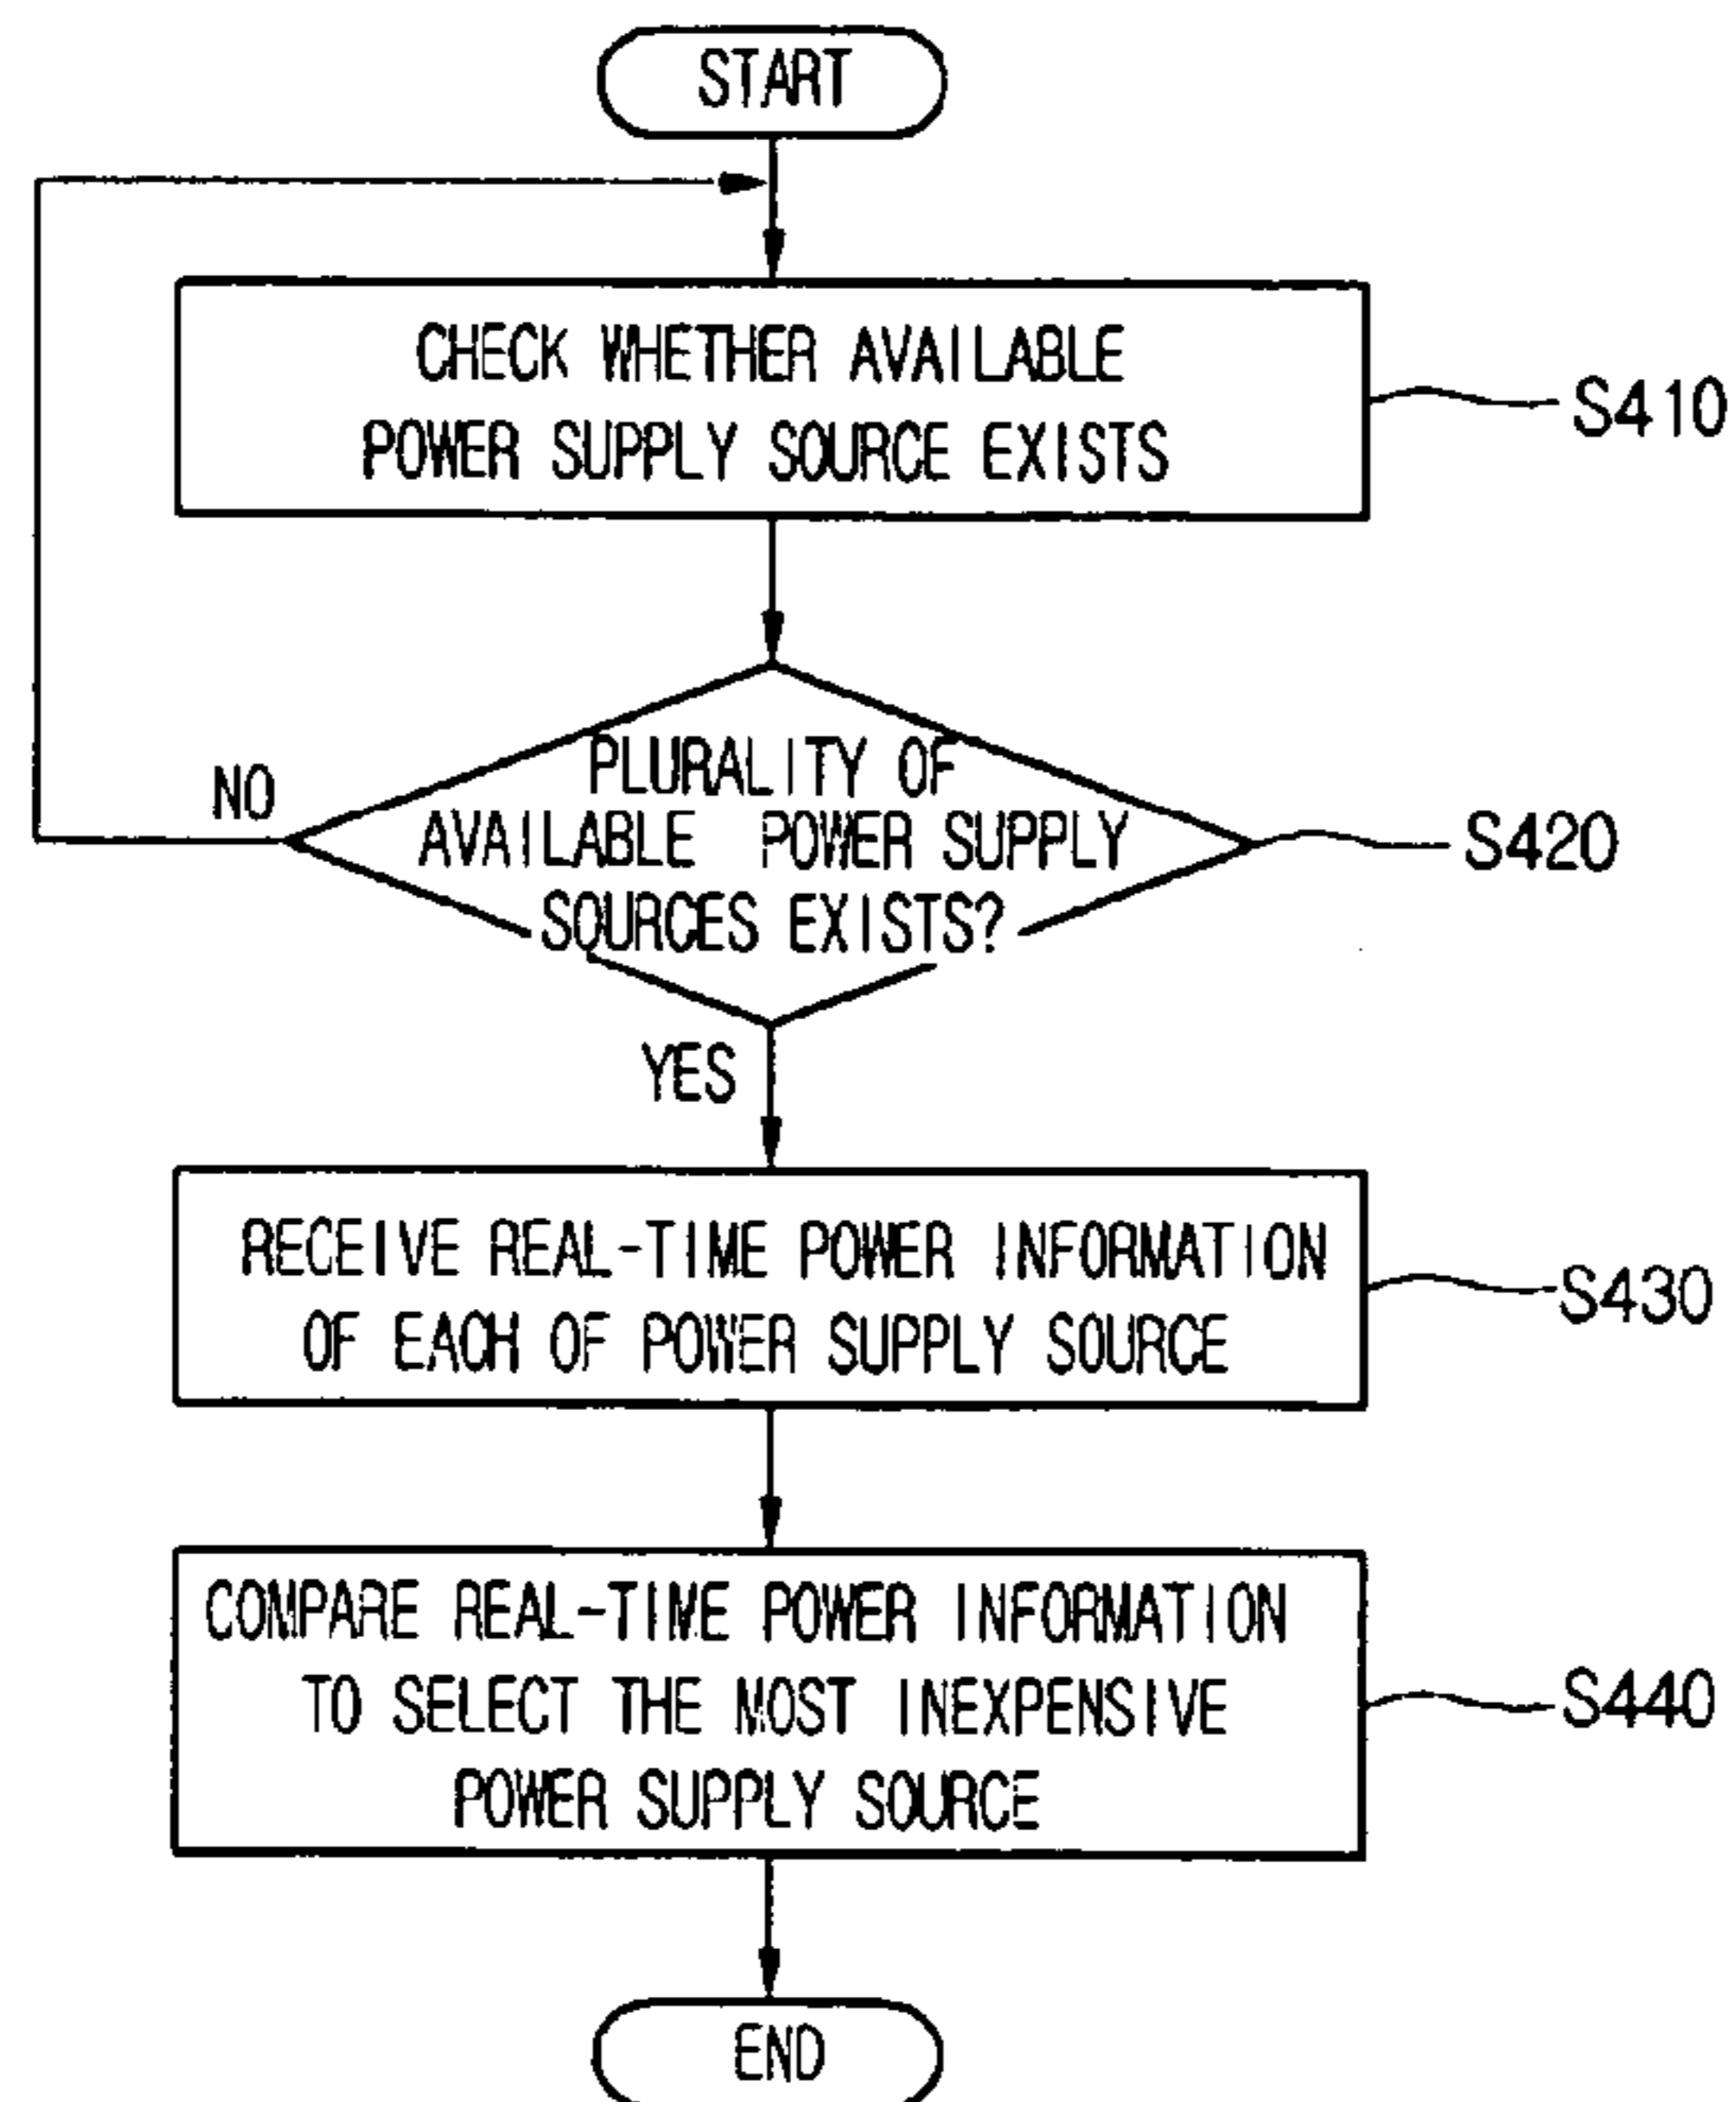 START
CHECK WHETHER AVAILABLE
POWER SUPPLY SOURCE EXISTS
S410
PLURALITY OF
AVAILABLE POWER SUPPLY
SOURCES EXISTS?
S420
NO
YES
RECEIVE REAL-TIME POWER INFORMATION
OF EACH OF POWER SUPPLY SOURCE
S430
COMPARE REAL-TIME POWER INFORMATION
TO SELECT THE MOST INEXPENSIVE
POWER SUPPLY SOURCE
S440
END